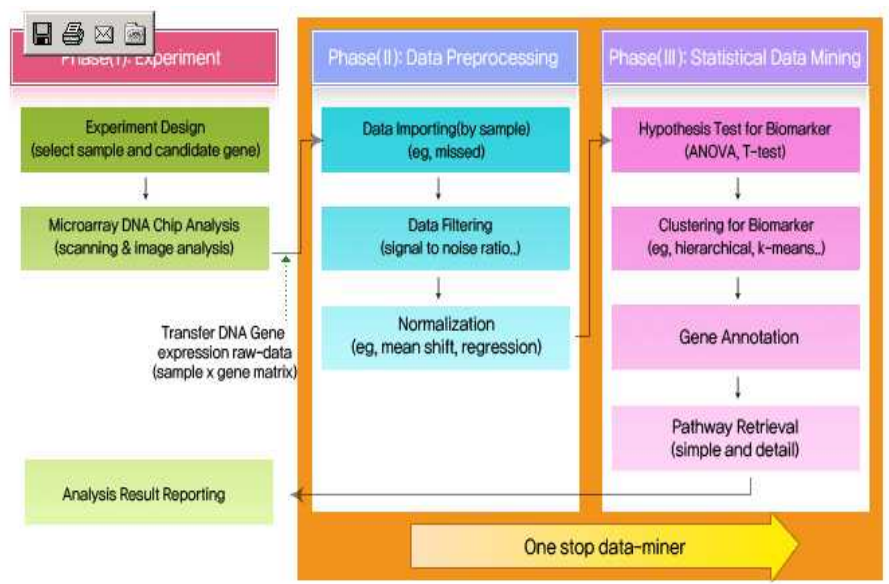 Phase(I): Experiment
Experiment Design
(select sample and candidate gene)
Microarray DNA Chip Analysis
(scanning & image analysis)
Transfer DNA Gene
expression raw-data
(sample x gene matrix)
Analysis Result Reporting
Phase(II): Data Preprocessing
Data Importing(by sample)
(eg, missed)
Data Filtering
(signal to noise ratio..)
Normalization
(eg, mean shift, regression)
Phase(III): Statistical Data Mining
Hypothesis Test for Biomarker
(ANOVA, T-test)
Clustering for Biomarker
(eg, hierarchical, k-means..)
Gene Annotation
Pathway Retrieval
(simple and detail)
One stop data-miner